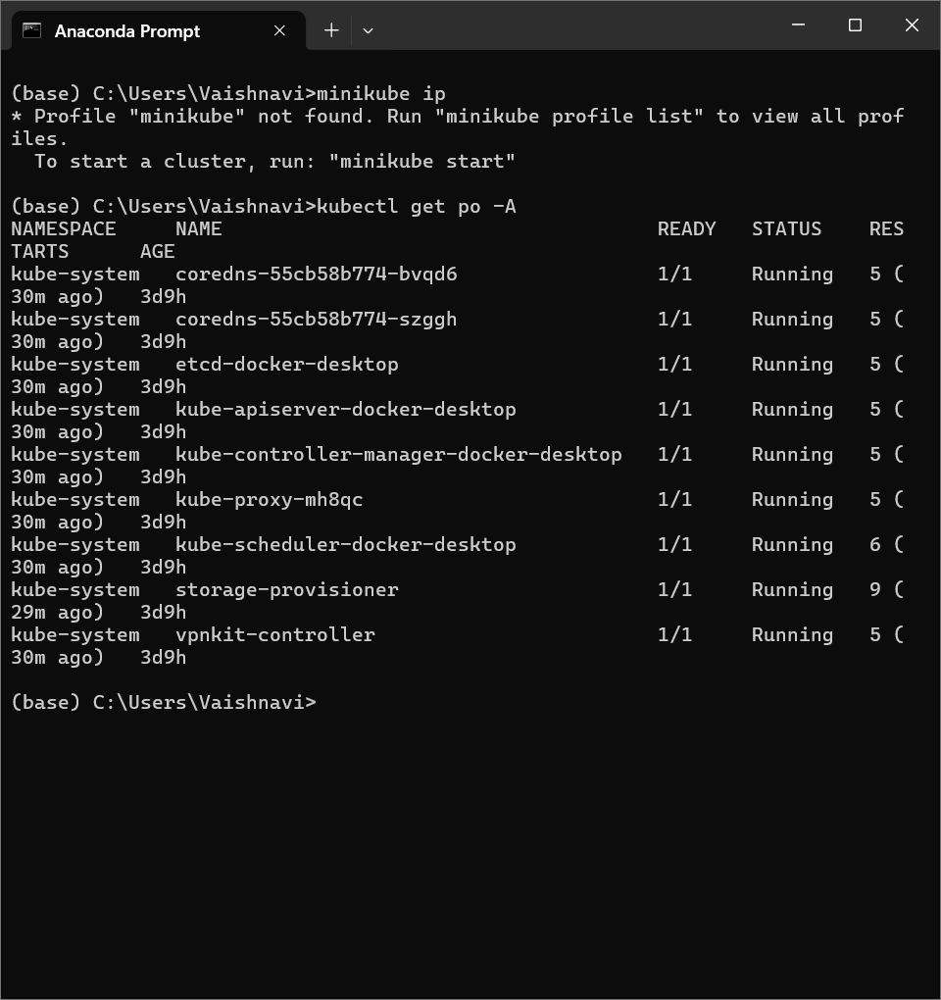 Anaconda Prompt
(base) C:\Users\Vaishnavi>minikube ip
* Profile "minikube" not found. Run "minikube profile list" to view all prof
iles.
  To start a cluster, run: "minikube start"
(base) C:\Users\Vaishnavi>kubectl get po -A
NAMESPACE     NAME                                     READY   STATUS    RES
TARTS      AGE
kube-system   coredns-55cb58b774-bvqd6                 1/1     Running   5 (
30m ago)   3d9h
kube-system   coredns-55cb58b774-szggh                 1/1     Running   5 (
30m ago)   3d9h
kube-system   etcd-docker-desktop                      1/1     Running   5 (
30m ago)   3d9h
kube-system   kube-apiserver-docker-desktop            1/1     Running   5 (
30m ago)   3d9h
kube-system   kube-controller-manager-docker-desktop   1/1     Running   5 (
30m ago)   3d9h
kube-system   kube-proxy-mh8qc                         1/1     Running   5 (
30m ago)   3d9h
kube-system   kube-scheduler-docker-desktop            1/1     Running   6 (
30m ago)   3d9h
kube-system   storage-provisioner                      1/1     Running   9 (
29m ago)   3d9h
kube-system   vpnkit-controller                        1/1     Running   5 (
30m ago)   3d9h
(base) C:\Users\Vaishnavi>